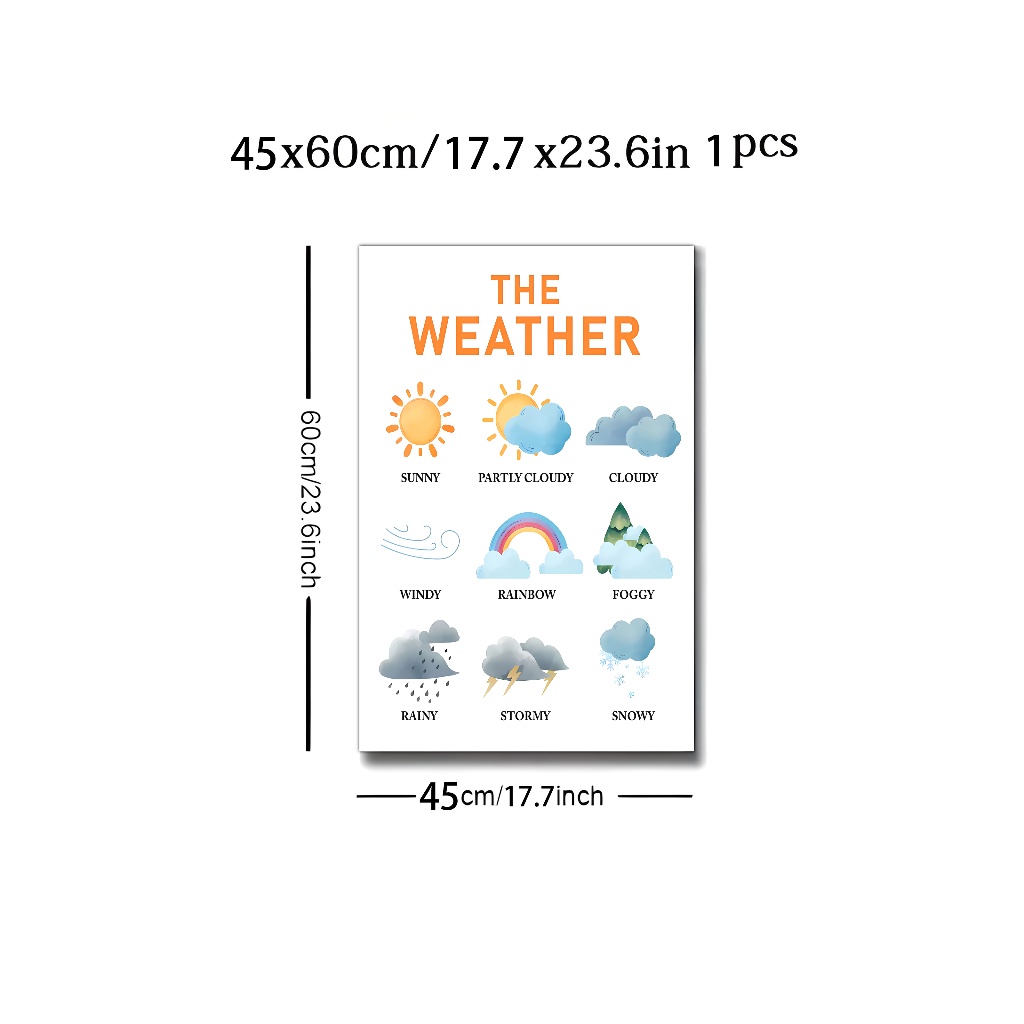 45x60cm/17.7 x23.6in 1pcs
60cm/23.6inch
THE
WEATHER
SUNNY PARTLY CLOUDY CLOUDY
WINDY RAINBOW FOGGY
RAINY STORMY SNOWY
45cm/17.7inch